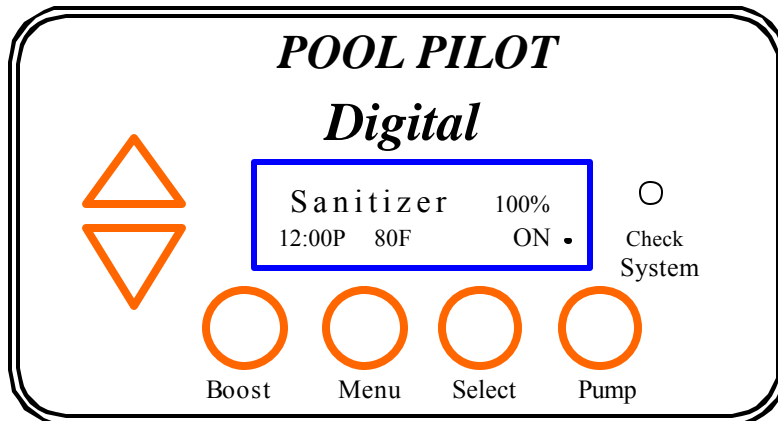 POOL PILOT
Digital
Sanitizer 100%
12:00P 80F ON
Check
System
Boost Menu Select Pump